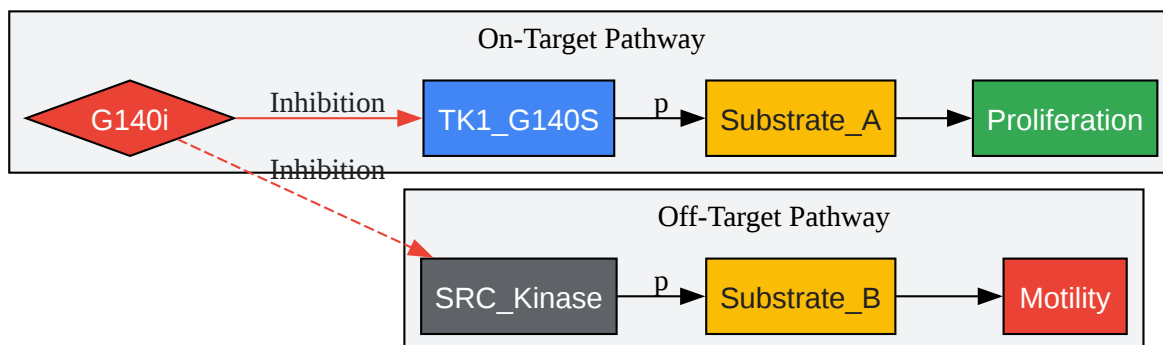 On-Target Pathway
G140i
Inhibition
TK1_G140S
p
Substrate_A
Proliferation
Inhibition
Off-Target Pathway
SRC_Kinase
p
Substrate_B
Motility